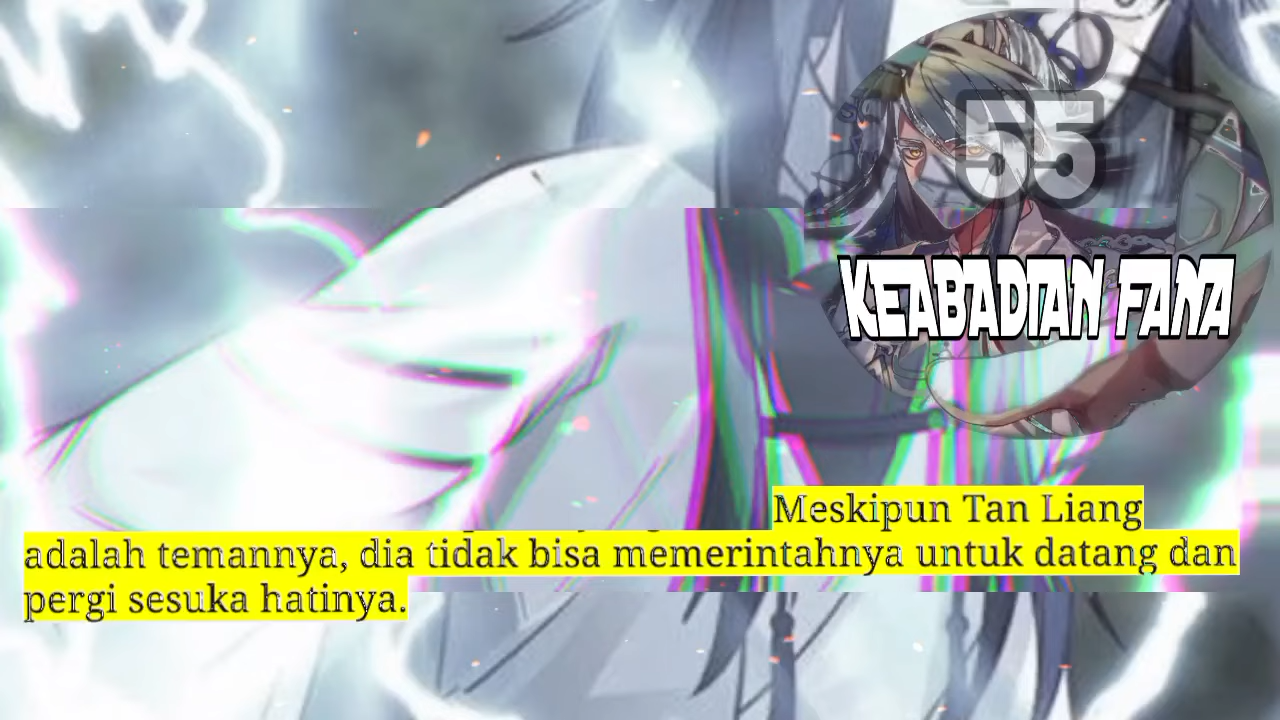 55
KEABADIAN FANA
Meskipun Tan Liang
adalah temannya, dia tidak bisa memerintahnya untuk datang dan
pergi sesuka hatinya.